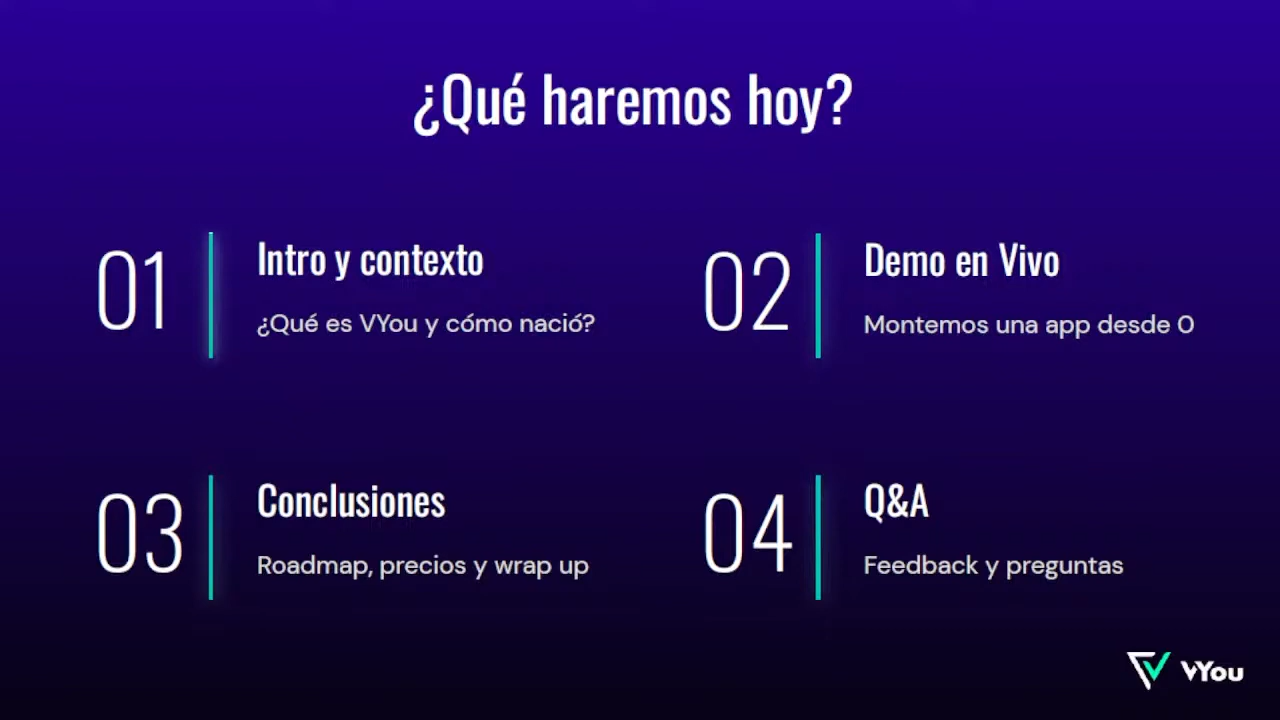 ¿Qué haremos hoy?
01
Intro y contexto
¿Qué es VYou y cómo nació?
02
Demo en Vivo
Montemos una app desde 0
03
Conclusiones
Roadmap, precios y wrap up
04
Q&A
Feedback y preguntas
VYou